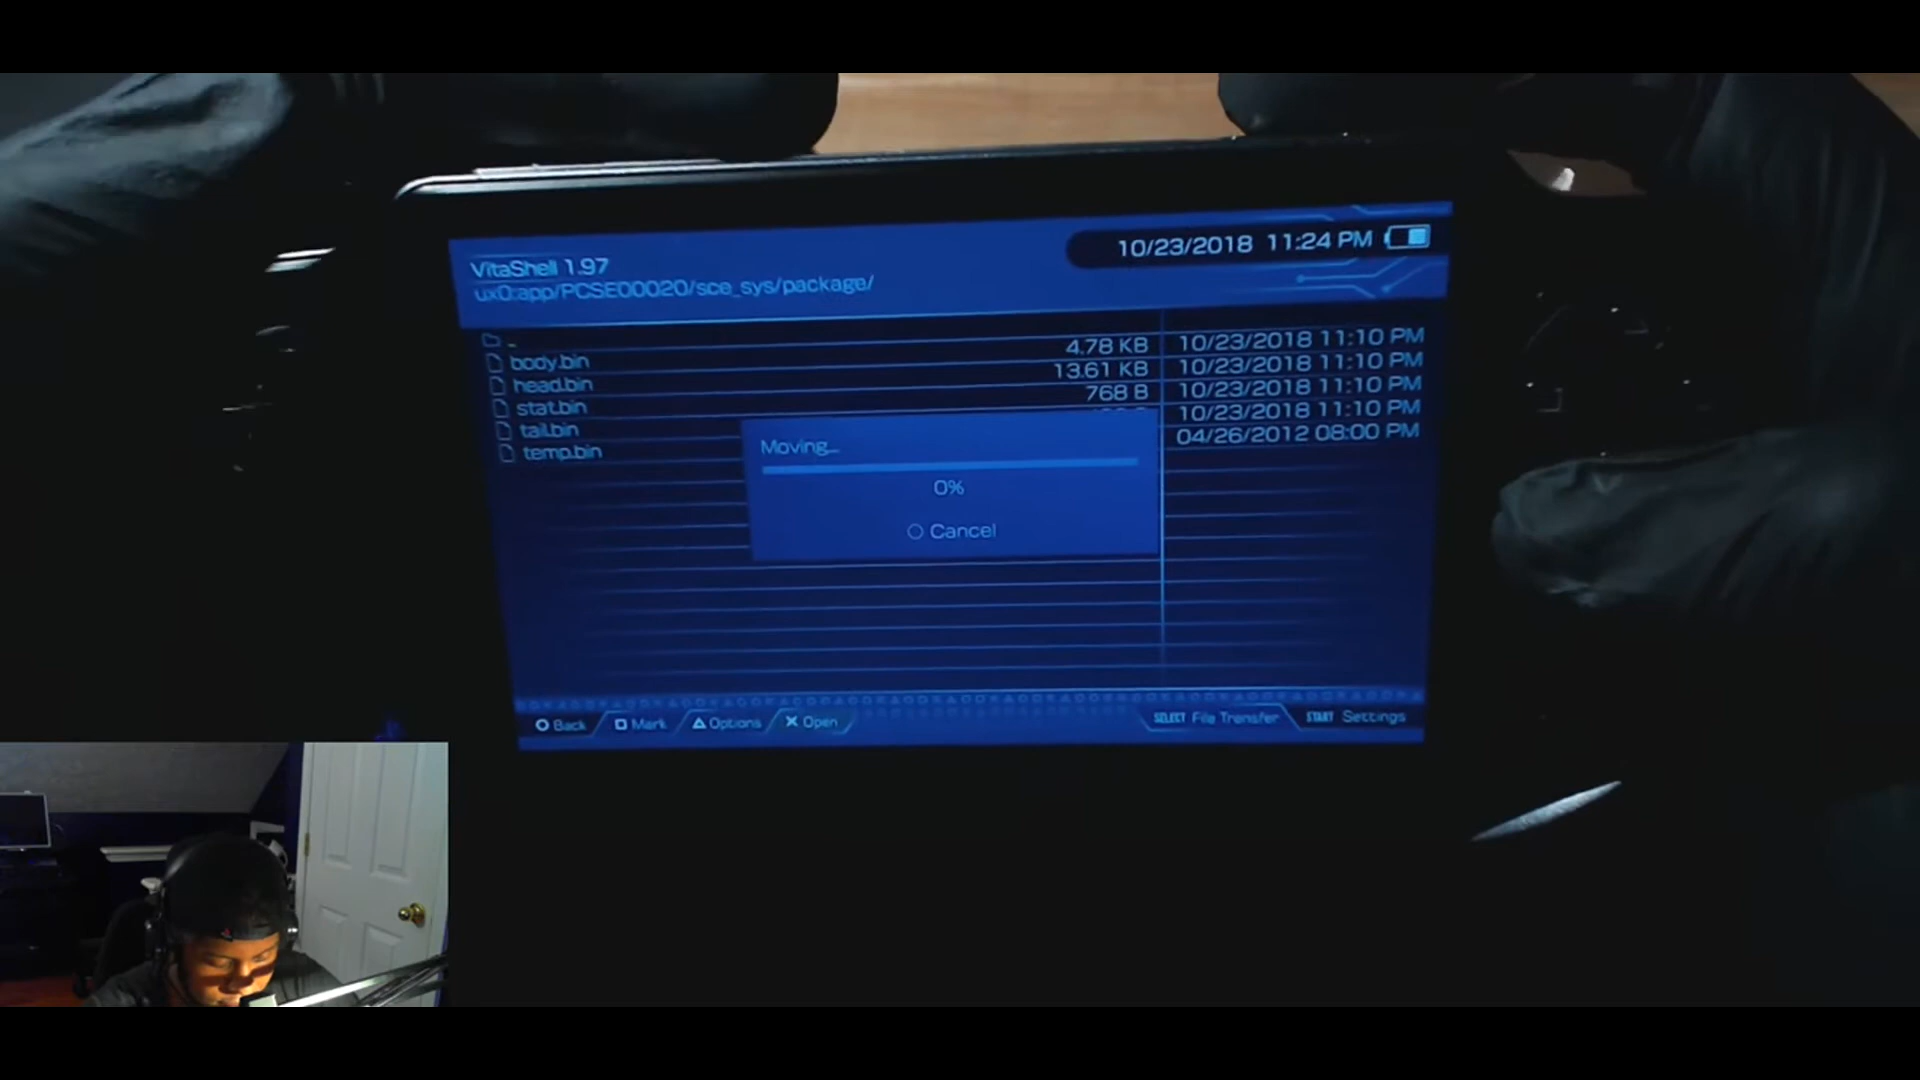 VitaShell 1.97
10/23/2018 11:24 PM
ux0:app/PCSE00020/sce_sys/package/
..
body.bin 4.78 KB 10/23/2018 11:10 PM
head.bin 13.61 KB 10/23/2018 11:10 PM
stat.bin 768 B 10/23/2018 11:10 PM
tail.bin 10/23/2018 11:10 PM
temp.bin 04/26/2012 08:00 PM
Moving...
0%
Cancel
Back Mark Options Open SELECT File Transfer START Settings